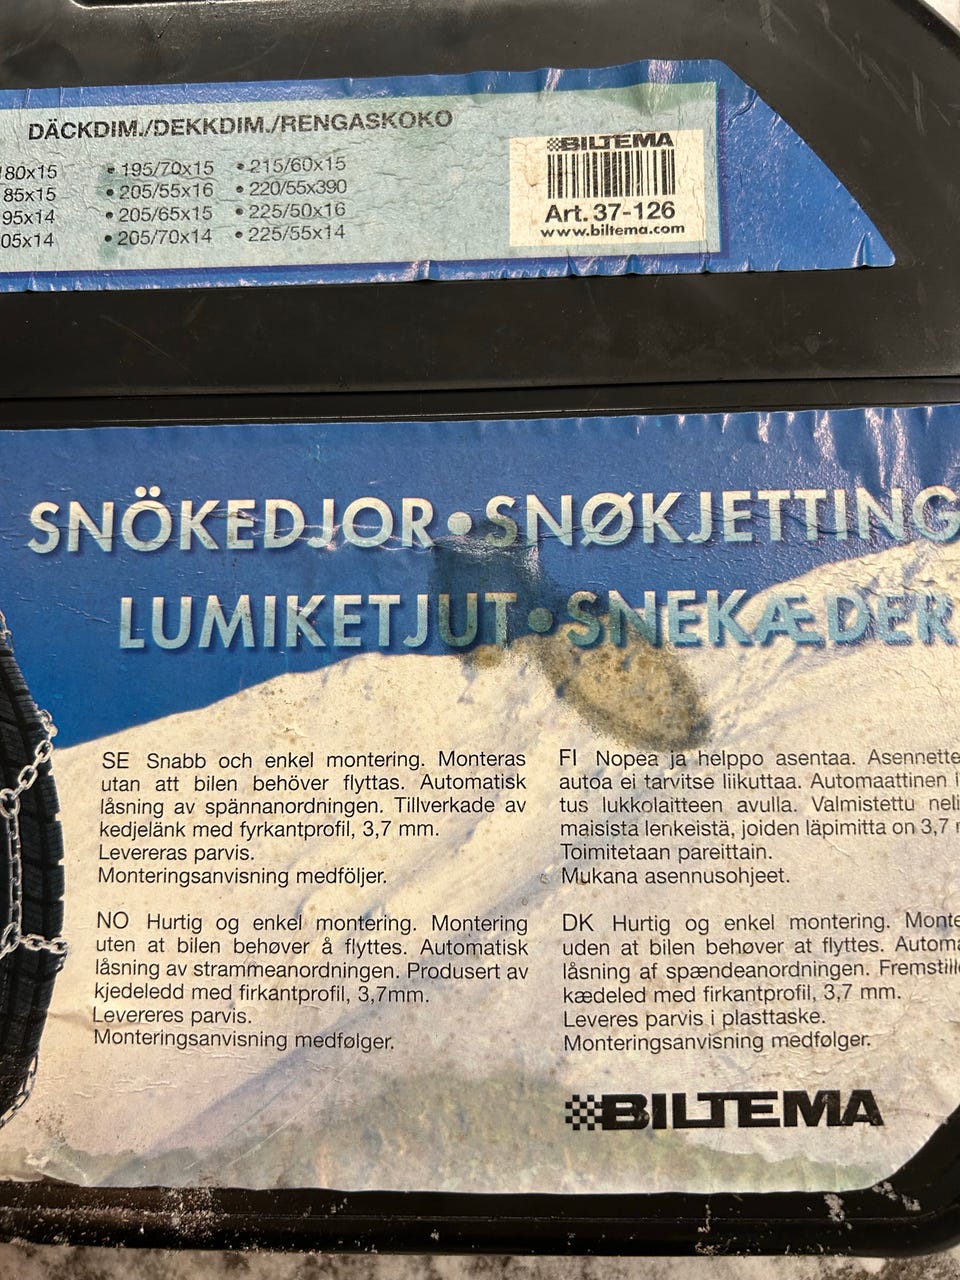 DÄCKDIM./DEKKDIM./RENGASKOKO
80x15 • 195/70x15 • 215/60x15
85x15 • 205/55x16 • 220/55x390
95x14 • 205/65x15 • 225/50x16
05x14 • 205/70x14 • 225/55x14
BILTEMA
Art. 37-126
www.biltema.com
SNÖKEDJOR • SNØKJETTING
LUMIKETJUT • SNEKÆDER
SE Snabb och enkel montering. Monteras
utan att bilen behöver flyttas. Automatisk
låsning av spännanordningen. Tillverkade av
kedjelänk med fyrkantprofil, 3,7 mm.
Levereras parvis.
Monteringsanvisning medföljer.
FI Nopea ja helppo asentaa. Asennette
autoa ei tarvitse liikuttaa. Automaattinen
tus lukkolaitteen avulla. Valmistettu neli
maisista lenkeistä, joiden läpimitta on 3,7
Toimitetaan pareittain.
Mukana asennusohjeet.
NO Hurtig og enkel montering. Montering
uten at bilen behøver å flyttes. Automatisk
låsning av strammeanordningen. Produsert av
kjedeledd med firkantprofil, 3,7mm.
Levereres parvis.
Monteringsanvisning medfølger.
DK Hurtig og enkel montering. Monte
uden at bilen behøver at flyttes. Autom
låsning af spændeanordningen. Fremstill
kædeled med firkantprofil, 3,7 mm.
Leveres parvis i plasttaske.
Monteringsanvisning medfølger.
BILTEMA